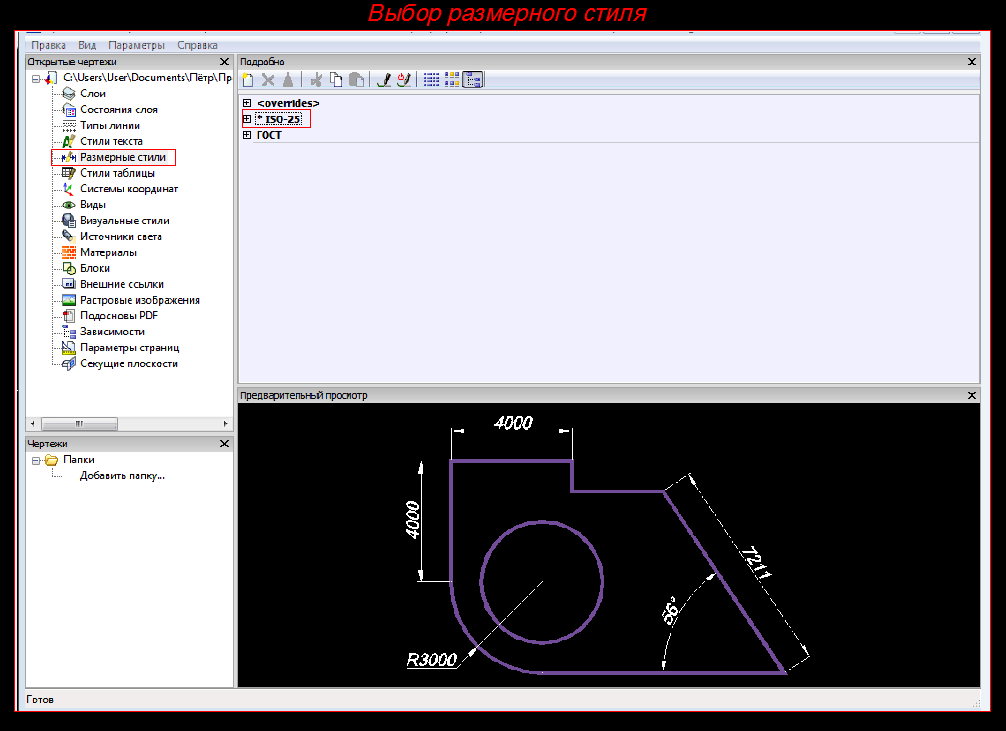 Выбор размерного стиля
Правка Вид Параметры Справка
Открытые чертежи
C:\Users\User\Documents\Пётр\Пр
Слои
Состояния слоя
Типы линии
Стили текста
Размерные стили
Стили таблицы
Системы координат
Виды
Визуальные стили
Источники света
Материалы
Блоки
Внешние ссылки
Растровые изображения
Подосновы PDF
Зависимости
Параметры страниц
Секущие плоскости
Чертежи
Папки
Добавить папку...
Подробно
<overrides>
* ISO-25
ГОСТ
Предварительный просмотр
4000
4000
7211
56°
R3000
Готов